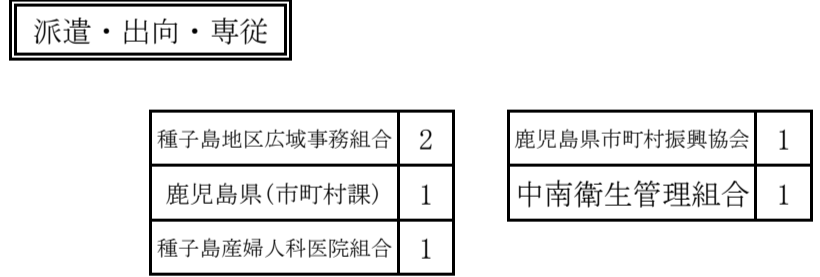 派遣・出向・専従
種子島地区広域事務組合 2
鹿児島県(市町村課) 1
種子島産婦人科医院組合 1
鹿児島県市町村振興協会 1
中南衛生管理組合 1